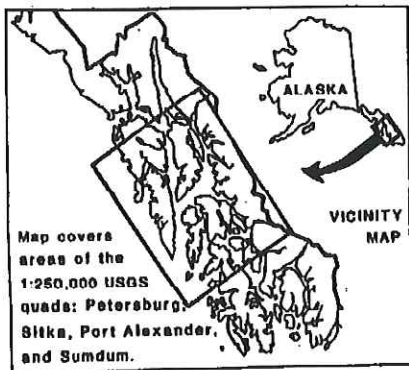 ALASKA
VICINITY
MAP
Map covers
areas of the
1:250,000 USGS
quads: Petersburg,
Sitka, Port Alexander,
and Sumdum.